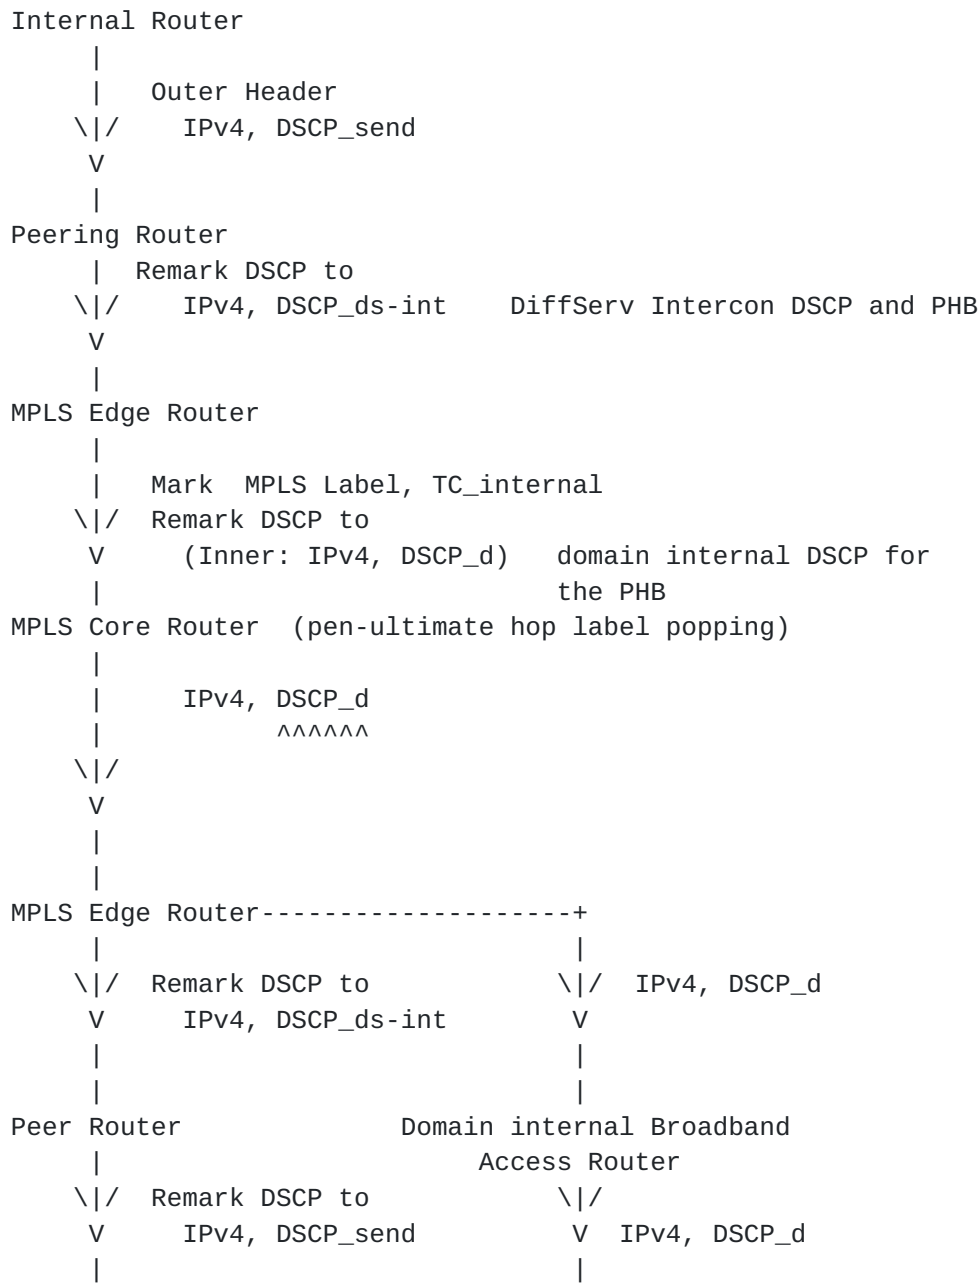 Internal Router
     |
     |   Outer Header
    \|/    IPv4, DSCP_send
     V
     |
Peering Router
     |  Remark DSCP to
    \|/    IPv4, DSCP_ds-int    DiffServ Intercon DSCP and PHB
     V
     |
MPLS Edge Router
     |
     |   Mark  MPLS Label, TC_internal
    \|/  Remark DSCP to
     V     (Inner: IPv4, DSCP_d)   domain internal DSCP for
     |                             the PHB
MPLS Core Router  (pen-ultimate hop label popping)
     |
     |     IPv4, DSCP_d
     |           ^^^^^^
    \|/
     V
     |
     |
MPLS Edge Router--------------------+
     |                              |
    \|/  Remark DSCP to            \|/  IPv4, DSCP_d
     V     IPv4, DSCP_ds-int        V
     |                              |
     |                              |
Peer Router              Domain internal Broadband
     |                        Access Router
    \|/  Remark DSCP to            \|/
     V     IPv4, DSCP_send          V  IPv4, DSCP_d
     |                              |